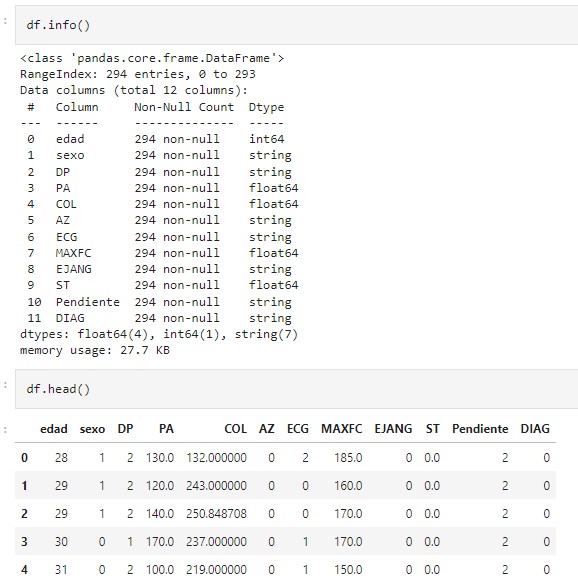 df.info()
<class 'pandas.core.frame.DataFrame'>
RangeIndex: 294 entries, 0 to 293
Data columns (total 12 columns):
#   Column     Non-Null Count  Dtype
---  ------     --------------  -----
0   edad       294 non-null    int64
1   sexo       294 non-null    string
2   DP         294 non-null    string
3   PA         294 non-null    float64
4   COL        294 non-null    float64
5   AZ         294 non-null    string
6   ECG        294 non-null    string
7   MAXFC      294 non-null    float64
8   EJANG      294 non-null    string
9   ST         294 non-null    float64
10  Pendiente  294 non-null    string
11  DIAG       294 non-null    string
dtypes: float64(4), int64(1), string(7)
memory usage: 27.7 KB
df.head()
edad sexo DP PA COL AZ ECG MAXFC EJANG ST Pendiente DIAG
0 28 1 2 130.0 132.000000 0 2 185.0 0 0.0 2 0
1 29 1 2 120.0 243.000000 0 0 160.0 0 0.0 2 0
2 29 1 2 140.0 250.848708 0 0 170.0 0 0.0 2 0
3 30 0 1 170.0 237.000000 0 1 170.0 0 0.0 2 0
4 31 0 2 100.0 219.000000 0 1 150.0 0 0.0 2 0